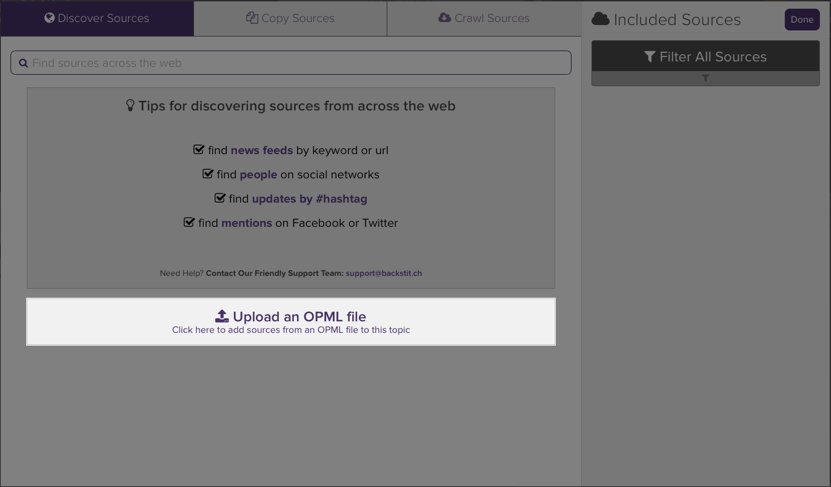 Discover Sources
Copy Sources
Crawl Sources
Included Sources
Done
Find sources across the web
Filter All Sources
Tips for discovering sources from across the web
find news feeds by keyword or url
find people on social networks
find updates by #hashtag
find mentions on Facebook or Twitter
Need Help? Contact Our Friendly Support Team: support@backstit.ch
Upload an OPML file
Click here to add sources from an OPML file to this topic